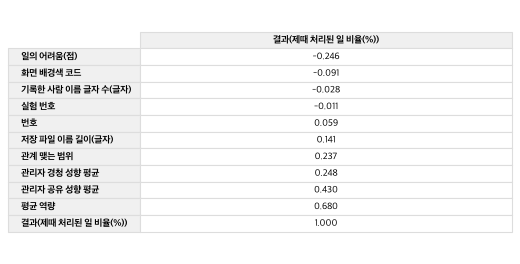 결과(제때 처리된 일 비율(%))
일의 어려움(점) -0.246
화면 배경색 코드 -0.091
기록한 사람 이름 글자 수(글자) -0.028
실험 번호 -0.011
번호 0.059
저장 파일 이름 길이(글자) 0.141
관계 맺는 범위 0.237
관리자 경청 성향 평균 0.248
관리자 공유 성향 평균 0.430
평균 역량 0.680
결과(제때 처리된 일 비율(%)) 1.000